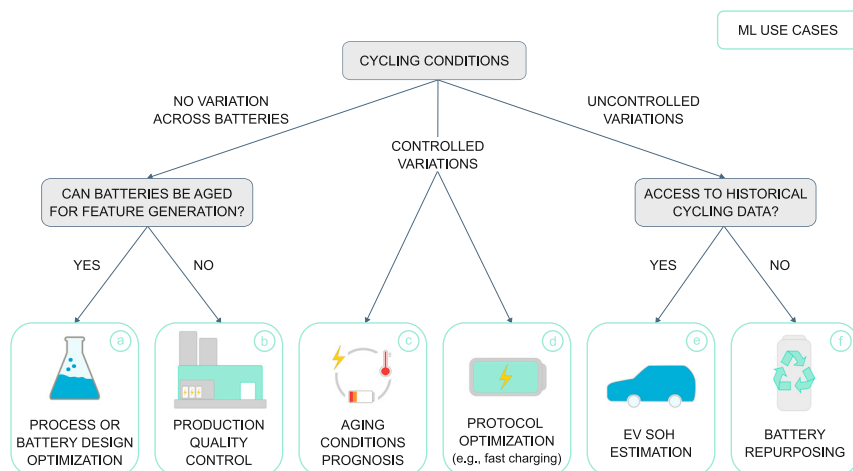 ML USE CASES
CYCLING CONDITIONS
NO VARIATION
ACROSS BATTERIES
CONTROLLED
VARIATIONS
UNCONTROLLED
VARIATIONS
CAN BATTERIES BE AGED
FOR FEATURE GENERATION?
ACCESS TO HISTORICAL
CYCLING DATA?
YES
NO
YES
NO
a
PROCESS OR
BATTERY DESIGN
OPTIMIZATION
b
PRODUCTION
QUALITY
CONTROL
c
AGING
CONDITIONS
PROGNOSIS
d
PROTOCOL
OPTIMIZATION
(e.g., fast charging)
e
EV SOH
ESTIMATION
f
BATTERY
REPURPOSING